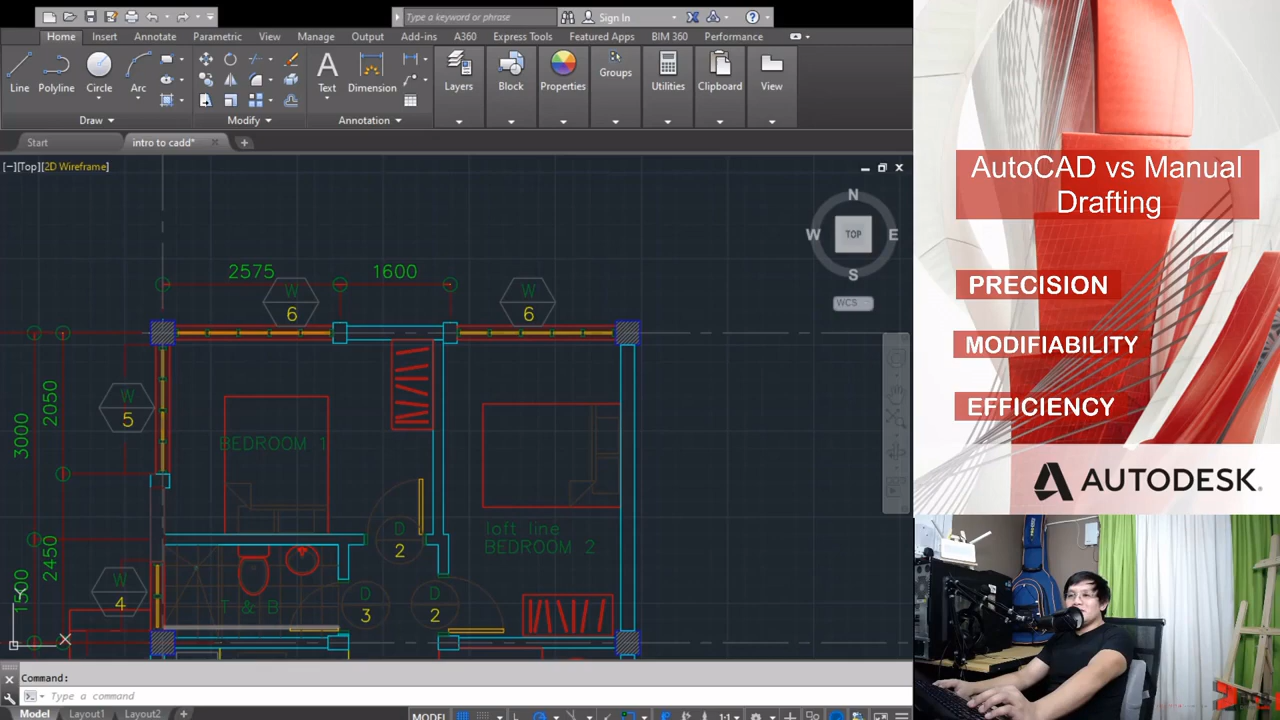 Type a keyword or phrase
Sign In
Home
Insert
Annotate
Parametric
View
Manage
Output
Add-ins
A360
Express Tools
Featured Apps
BIM 360
Performance
Line
Polyline
Circle
Arc
Text
Dimension
Layers
Block
Properties
Groups
Utilities
Clipboard
View
Draw
Modify
Annotation
Start
intro to cadd*
[−][Top][2D Wireframe]
N
W
TOP
E
S
WCS
2575
1600
W
6
W
6
W
5
3000
2050
BEDROOM 1
loft line
BEDROOM 2
D
2
2450
1500
W
4
T & B
D
3
D
2
Command:
Type a command
Model
Layout1
Layout2
MODEL
1:1
AutoCAD vs Manual
Drafting
PRECISION
MODIFIABILITY
EFFICIENCY
AUTODESK.